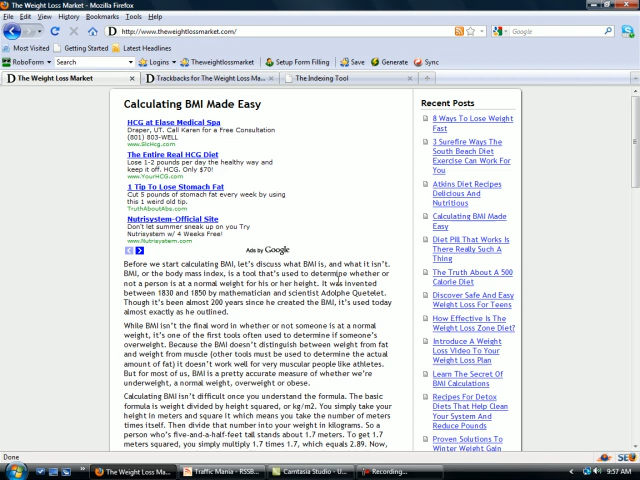 The Weight Loss Market - Mozilla Firefox
File Edit View History Bookmarks Tools Help
http://www.theweightlossmarket.com/
Google
Most Visited Getting Started Latest Headlines
RoboForm Search Logins Theweightlossmarket Setup Form Filling Save Generate Sync
The Weight Loss Market
Trackbacks for The Weight Loss Ma...
The Indexing Tool
Calculating BMI Made Easy
HCG at Elase Medical Spa
Draper, UT. Call Karen for a Free Consultation
(801) 803-WELL
www.SlcHcg.com
The Entire Real HCG Diet
Lose 1-2 pounds per day the healthy way and
keep it off. HCG. Only $70!
www.YourHCG.com
1 Tip To Lose Stomach Fat
Cut 5 pounds of stomach fat every week by using
this 1 weird old tip.
TruthAboutAbs.com
Nutrisystem-Official Site
Don't let summer sneak up on you Try
Nutrisystem w/ 4 Weeks Free!
www.Nutrisystem.com
Ads by Google
Before we start calculating BMI, let's discuss what BMI is, and what it isn't.
BMI, or the body mass index, is a tool that's used to determine whether or
not a person is at a normal weight for his or her height. It was invented
between 1830 and 1850 by mathematician and scientist Adolphe Quetelet.
Though it's been almost 200 years since he created the BMI, it's used today
almost exactly as he outlined.
While BMI isn't the final word in whether or not someone is at a normal
weight, it's one of the first tools often used to determine if someone's
overweight. Because the BMI doesn't distinguish between weight from fat
and weight from muscle (other tools must be used to determine the actual
amount of fat) it doesn't work well for very muscular people like athletes.
But for most of us, BMI is a pretty accurate measure of whether we're
underweight, a normal weight, overweight or obese.
Calculating BMI isn't difficult once you understand the formula. The basic
formula is weight divided by height squared, or kg/m2. You simply take your
height in meters and square it which means you take the number of meters
times itself. Then divide that number into your weight in kilograms. So a
person who's five-and-a-half-feet tall stands about 1.7 meters. To get 1.7
meters squared, you simply multiply 1.7 times 1.7, which equals 2.89. Now,
Recent Posts
8 Ways To Lose Weight
Fast
3 Surefire Ways The
South Beach Diet
Exercise Can Work For
You
Atkins Diet Recipes
Delicious And
Nutritious
Calculating BMI Made
Easy
Diet Pill That Works Is
There Really Such A
Thing
The Truth About A 500
Calorie Diet
Discover Safe And Easy
Weight Loss For Teens
How Effective Is The
Weight Loss Zone Diet?
Introduce A Weight
Loss Video To Your
Weight Loss Plan
Learn The Secret Of
BMI Calculations
Recipes For Detox
Diets That Help Clean
Your System And
Reduce Pounds
Proven Solutions To
Winter Weight Gain
Done
SEO
The Weight Loss Ma...
Traffic Mania - RSSB...
Camtasia Studio - U...
Recording...
9:57 AM